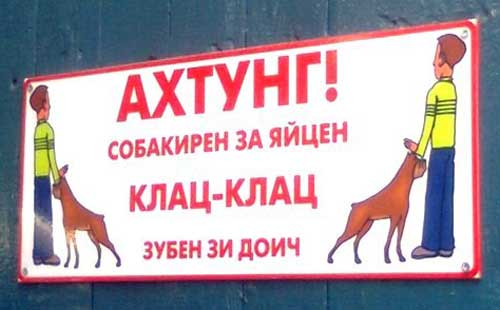 АХТУНГ!
СОБАКИРЕН ЗА ЯЙЦЕН
КЛАЦ-КЛАЦ
ЗУБЕН ЗИ ДОИЧ